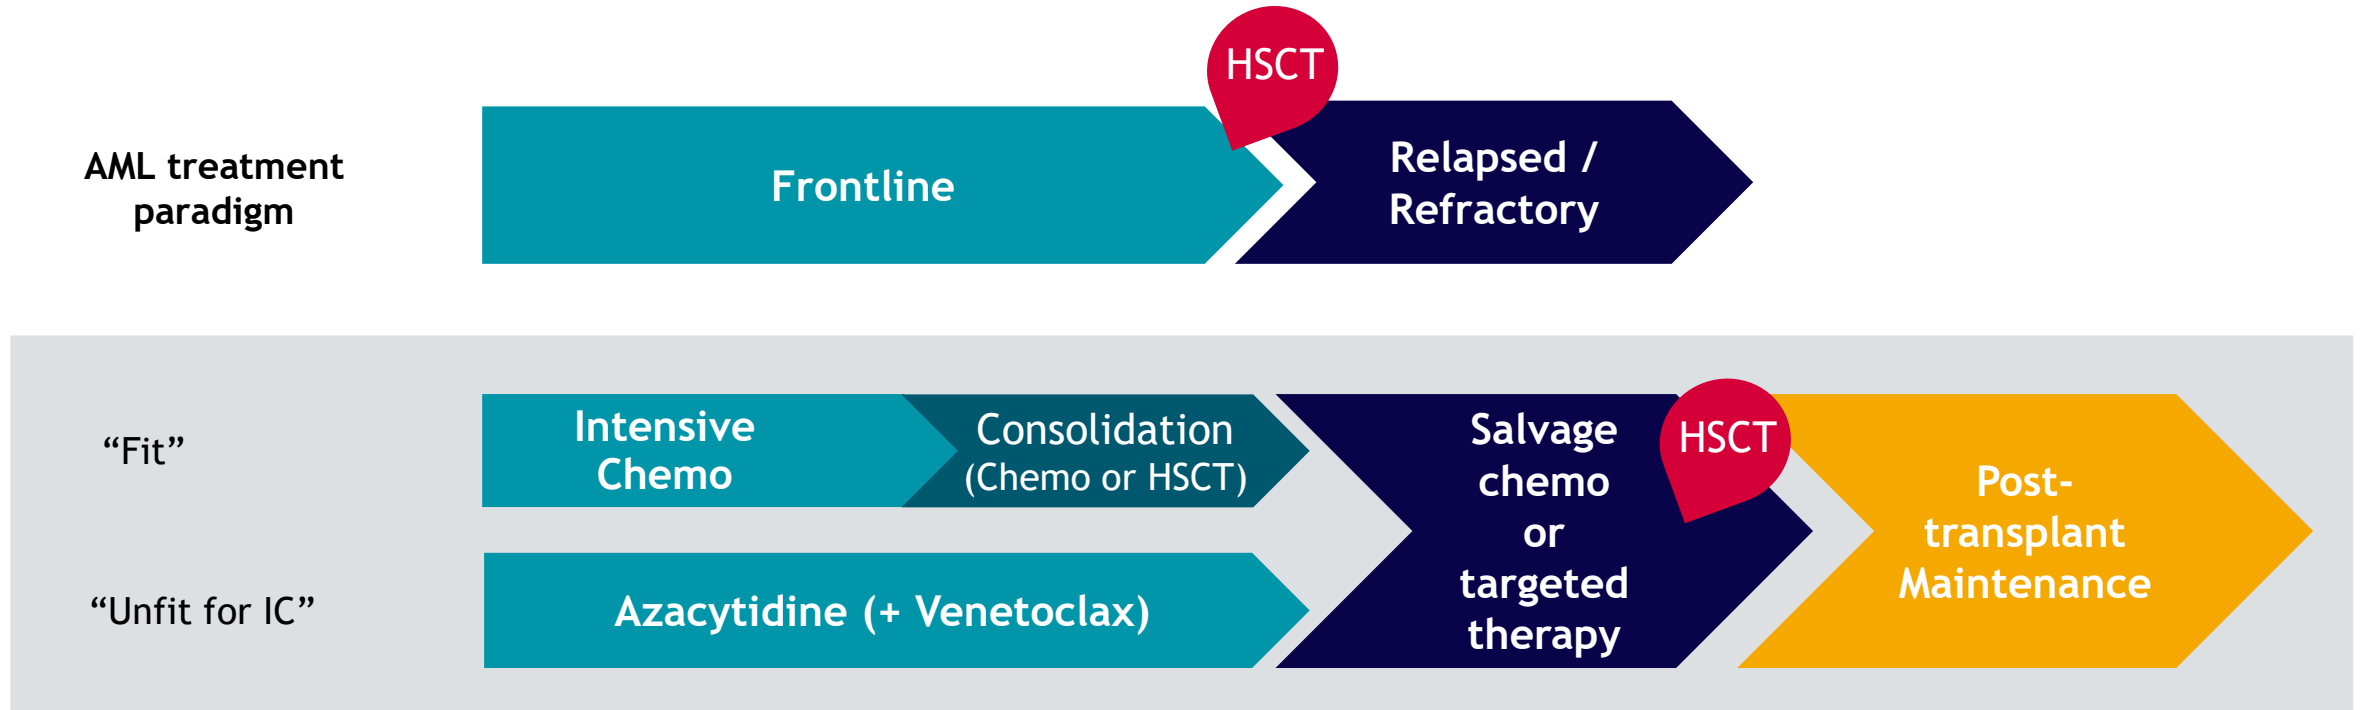 HSCT
AML treatment
paradigm
Frontline
Relapsed /
Refractory
“Fit”
Intensive
Chemo
Consolidation
(Chemo or HSCT)
“Unfit for IC”
Azacytidine (+ Venetoclax)
Salvage
chemo
or
targeted
therapy
HSCT
Post-
transplant
Maintenance